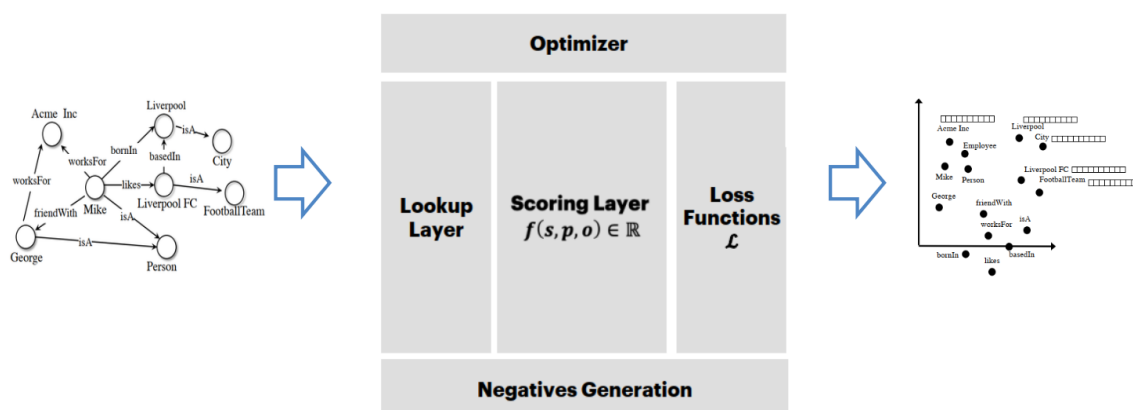 Acme Inc
Liverpool
isA
bornIn
City
worksFor
basedIn
worksFor
likes
isA
Mike
Liverpool FC
FootballTeam
friendWith
isA
isA
George
Person
Optimizer
Lookup
Layer
Scoring Layer
f(s, p, o) ∈ ℝ
Loss
Functions
ℒ
Negatives Generation
Acme Inc
Liverpool
City
Employee
Mike
Person
Liverpool FC
FootballTeam
George
friendWith
worksFor
isA
bornIn
basedIn
likes